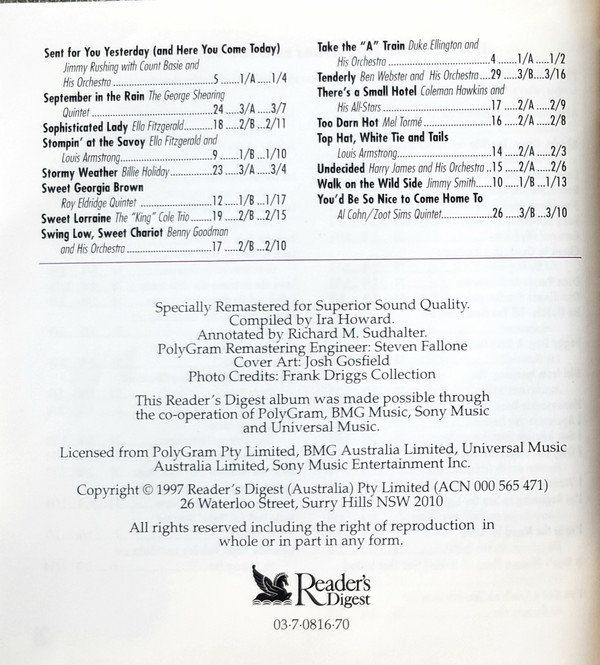 Sent for You Yesterday (and Here You Come Today)
Jimmy Rushing with Count Basie and
His Orchestra..............................5 ......1/A ....1/4
September in the Rain The George Shearing
Quintet ......................................24 ....3/A ....3/7
Sophisticated Lady Ella Fitzgerald.........18 ....2/B ...2/11
Stompin' at the Savoy Ella Fitzgerald and
Louis Armstrong............................9 ......1/B ...1/10
Stormy Weather Billie Holiday..............23 ....3/A ....3/4
Sweet Georgia Brown
Roy Eldridge Quintet ......................12 ....1/B ...1/17
Sweet Lorraine The "King" Cole Trio .....19 ....2/B ...2/15
Swing Low, Sweet Chariot Benny Goodman
and His Orchestra.........................17 ....2/B ...2/10
Take the "A" Train Duke Ellington and
His Orchestra ..............................4 ......1/A ....1/2
Tenderly Ben Webster and His Orchestra....29 ....3/B...3/16
There's a Small Hotel Coleman Hawkins and
His All-Stars ...............................17 ....2/A ....2/9
Too Darn Hot Mel Tormé ....................16 ....2/A ....2/8
Top Hat, White Tie and Tails
Louis Armstrong............................14 ....2/A ....2/3
Undecided Harry James and His Orchestra ..15 ....2/A ....2/6
Walk on the Wild Side Jimmy Smith......10 ....1/B ...1/13
You'd Be So Nice to Come Home To
Al Cohn/Zoot Sims Quintet..............26 ....3/B ...3/10
Specially Remastered for Superior Sound Quality.
Compiled by Ira Howard.
Annotated by Richard M. Sudhalter.
PolyGram Remastering Engineer: Steven Fallone
Cover Art: Josh Gosfield
Photo Credits: Frank Driggs Collection
This Reader's Digest album was made possible through
the co-operation of PolyGram, BMG Music, Sony Music
and Universal Music.
Licensed from PolyGram Pty Limited, BMG Australia Limited, Universal Music
Australia Limited, Sony Music Entertainment Inc.
Copyright © 1997 Reader's Digest (Australia) Pty Limited (ACN 000 565 471)
26 Waterloo Street, Surry Hills NSW 2010
All rights reserved including the right of reproduction in
whole or in part in any form.
Reader's
Digest
03·7·0816·70